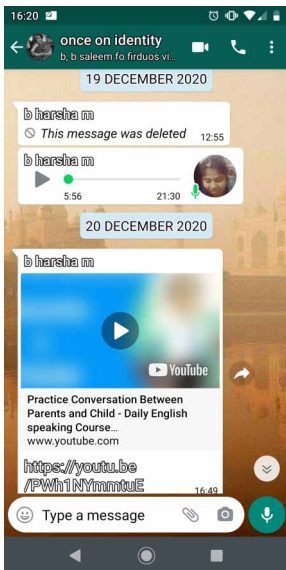 16:20
once on identity
b, b saleem fo firduos vi...
19 DECEMBER 2020
b harsha m
This message was deleted 12:55
b harsha m
5:56 21:30
20 DECEMBER 2020
b harsha m
YouTube
Practice Conversation Between
Parents and Child - Daily English
speaking Course...
www.youtube.com
https://youtu.be
/PWh1NYmmtuE
16:49
Type a message